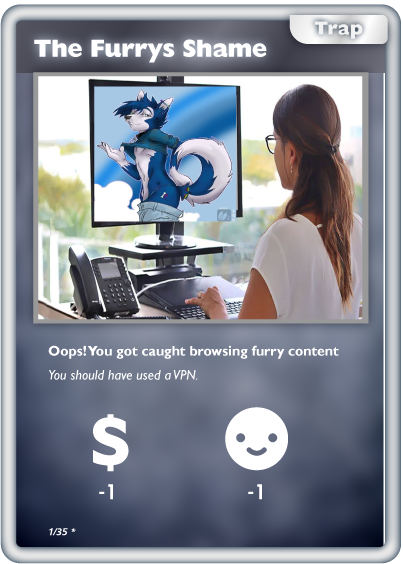 Trap
The Furrys Shame
Oops! You got caught browsing furry content
You should have used a VPN.
$
-1
-1
1/35 *